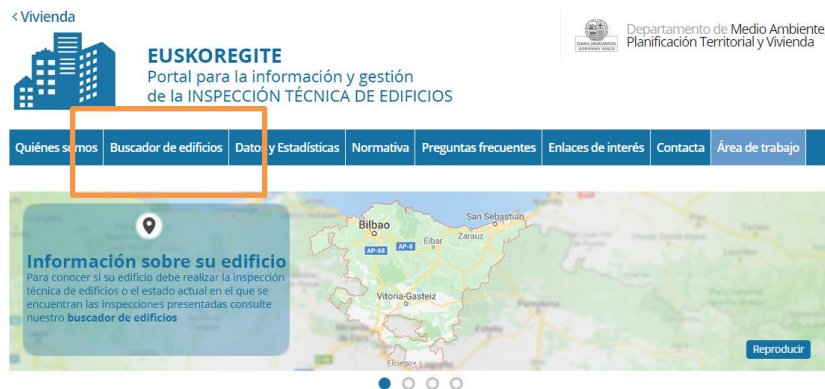 < Vivienda
EUSKOREGITE
Portal para la información y gestión
de la INSPECCIÓN TÉCNICA DE EDIFICIOS
Departamento de Medio Ambiente
Planificación Territorial y Vivienda
Quiénes somos Buscador de edificios Datos y Estadísticas Normativa Preguntas frecuentes Enlaces de interés Contacta Área de trabajo
Información sobre su edificio
Para conocer si su edificio debe realizar la inspección
técnica de edificios o el estado actual en el que se
encuentran las inspecciones presentadas consulte
nuestro buscador de edificios
Bilbao
San Sebastián
AP-68 AP-8 Eibar Zarauz
Vitoria-Gasteiz
Pamplona
Estella
Elciego
Logroño
Reproducir